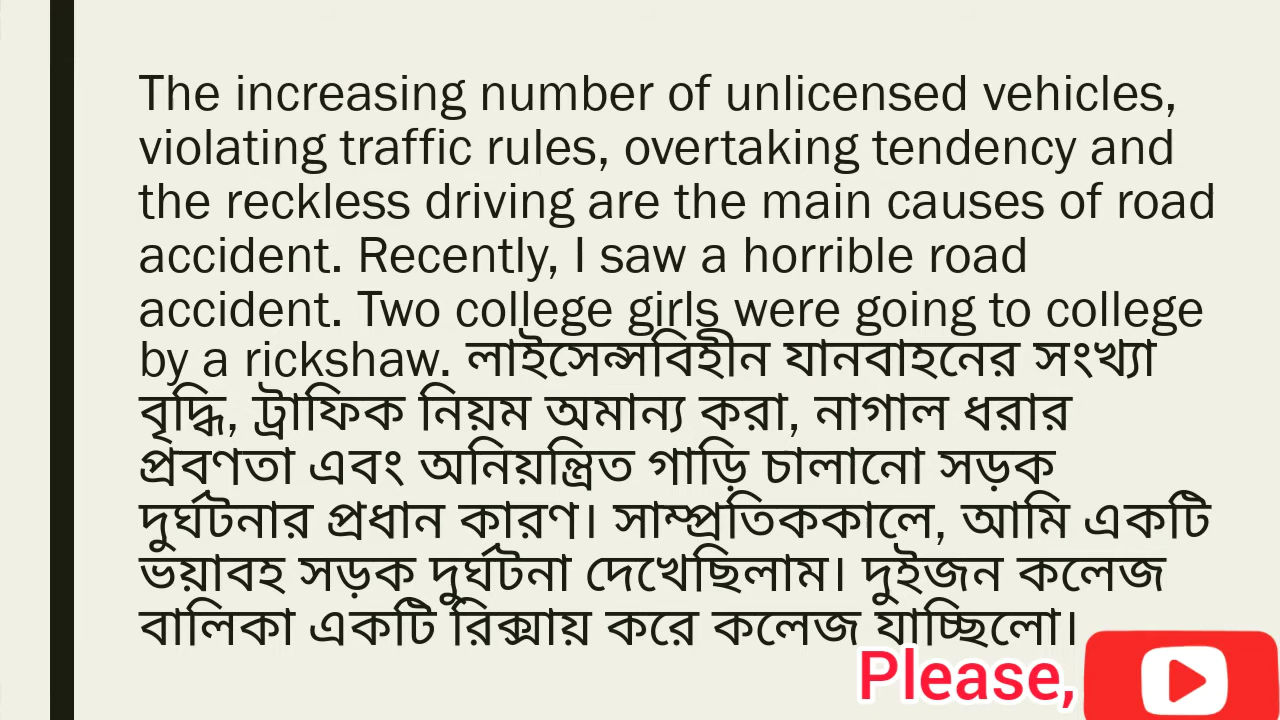 The increasing number of unlicensed vehicles,
violating traffic rules, overtaking tendency and
the reckless driving are the main causes of road
accident. Recently, I saw a horrible road
accident. Two college girls were going to college
by a rickshaw. লাইসেন্সবিহীন যানবাহনের সংখ্যা
বৃদ্ধি, ট্রাফিক নিয়ম অমান্য করা, নাগাল ধরার
প্রবণতা এবং অনিয়ন্ত্রিত গাড়ি চালানো সড়ক
দুর্ঘটনার প্রধান কারণ। সাম্প্রতিককালে, আমি একটি
ভয়াবহ সড়ক দুর্ঘটনা দেখেছিলাম। দুইজন কলেজ
বালিকা একটি রিক্সায় করে কলেজ যাচ্ছিলো।
Please,